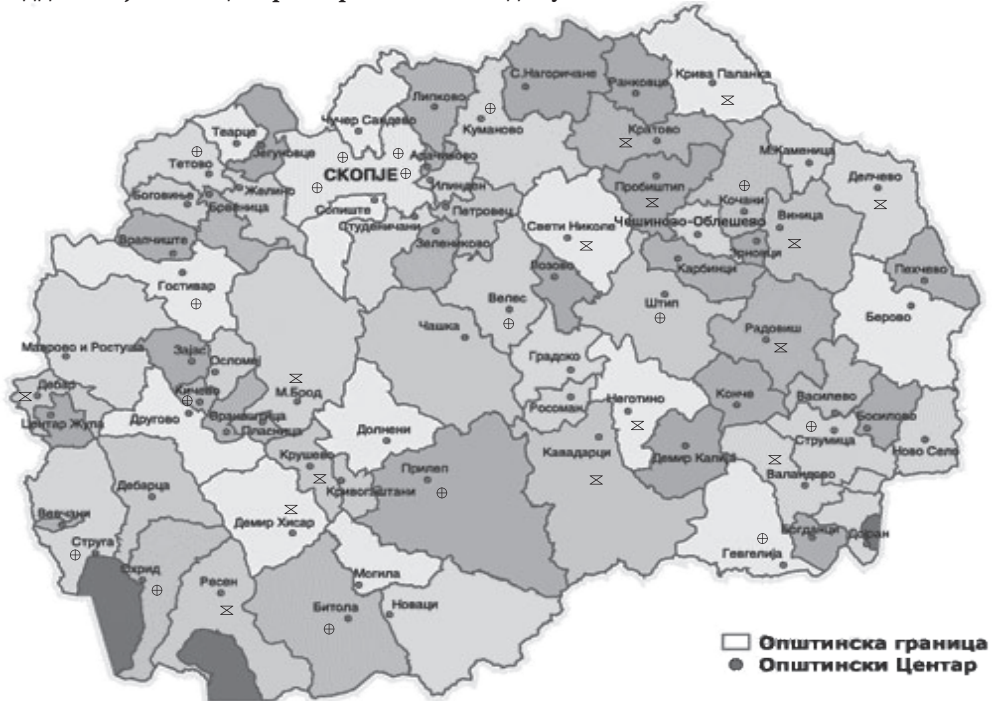 С.Нагоричане
Ранковце
Крива Паланка
Липково
Чучер Сандево
Куманово
Кратово
Теарце
Јегуновце
Арачиново
М.Каменица
Тетово
СКОПЈЕ
Илинден
Пробиштип
Делчево
Боговиње
Желино
Брвеница
Сопиште
Петровец
Кочани
Студеничани
Свети Николе
Чешиново-Облешево
Виница
Врапчиште
Зелениково
Зрновци
Лозово
Карбинци
Пехчево
Гостивар
Велес
Штип
Берово
Чашка
Радовиш
Маврово и Ростуша
Зајас
Осломеј
Градско
Дебар
Кичево
М.Брод
Конче
Василево
Центар Жупа
Другово
Вранештица
Росоман
Неготино
Босилово
Пласница
Долнени
Струмица
Ново Село
Крушево
Кавадарци
Демир Капија
Прилеп
Валандово
Дебарца
Кривогаштани
Вевчани
Демир Хисар
Струга
Богданци
Дојран
Гевгелија
Охрид
Ресен
Могила
Битола
Новаци
Општинска граница
Општински Центар